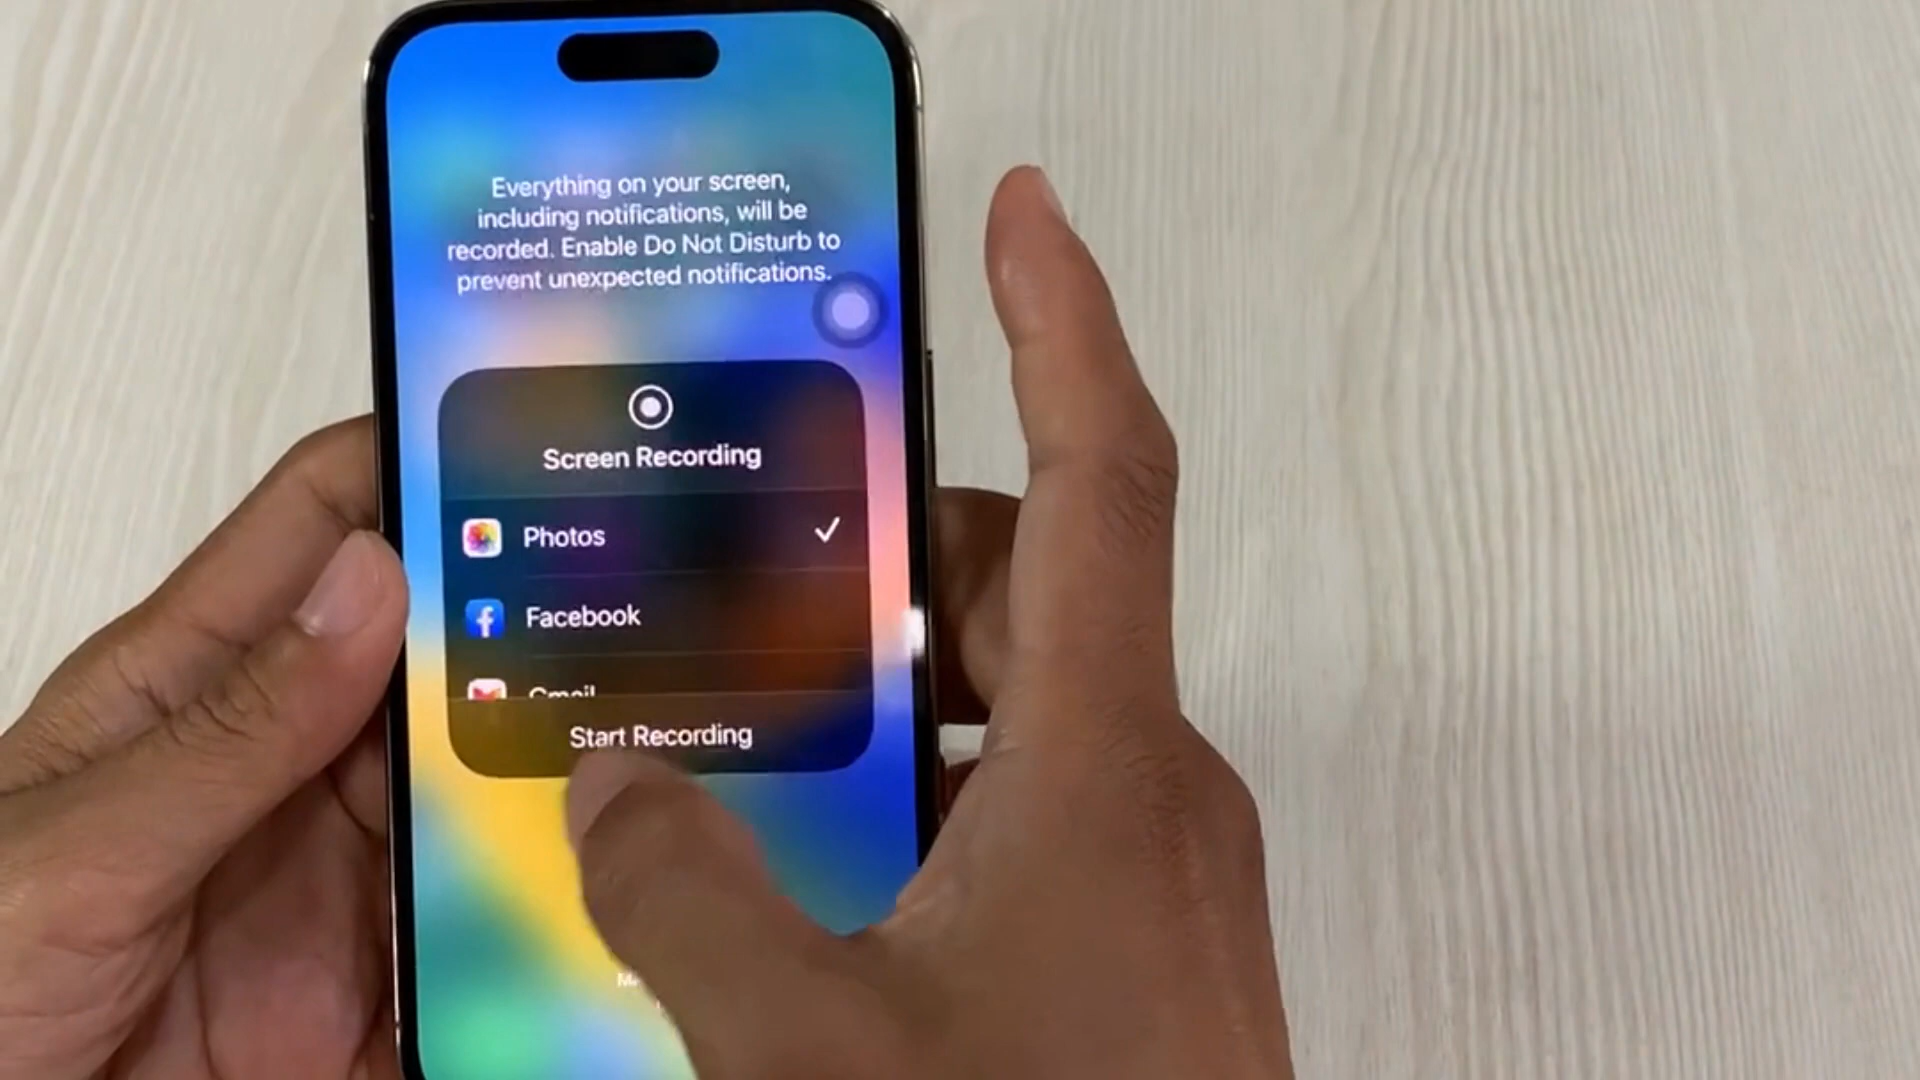 Everything on your screen,
including notifications, will be
recorded. Enable Do Not Disturb to
prevent unexpected notifications.
Screen Recording
Photos
Facebook
Gmail
Start Recording